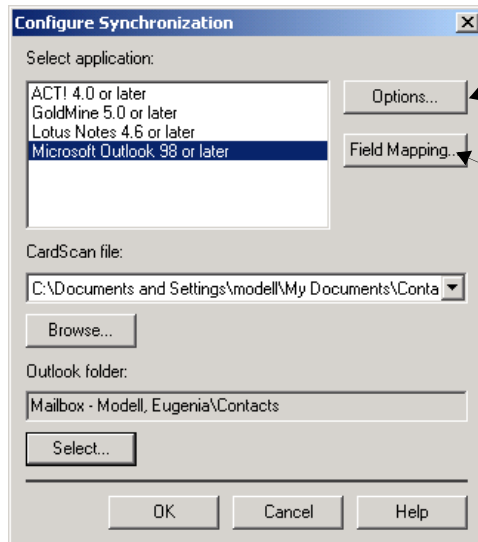 Configure Synchronization
Select application:
ACT! 4.0 or later
GoldMine 5.0 or later
Lotus Notes 4.6 or later
Microsoft Outlook 98 or later
Options...
Field Mapping...
CardScan file:
C:\Documents and Settings\modell\My Documents\Conta
Browse...
Outlook folder:
Mailbox - Modell, Eugenia\Contacts
Select...
OK
Cancel
Help